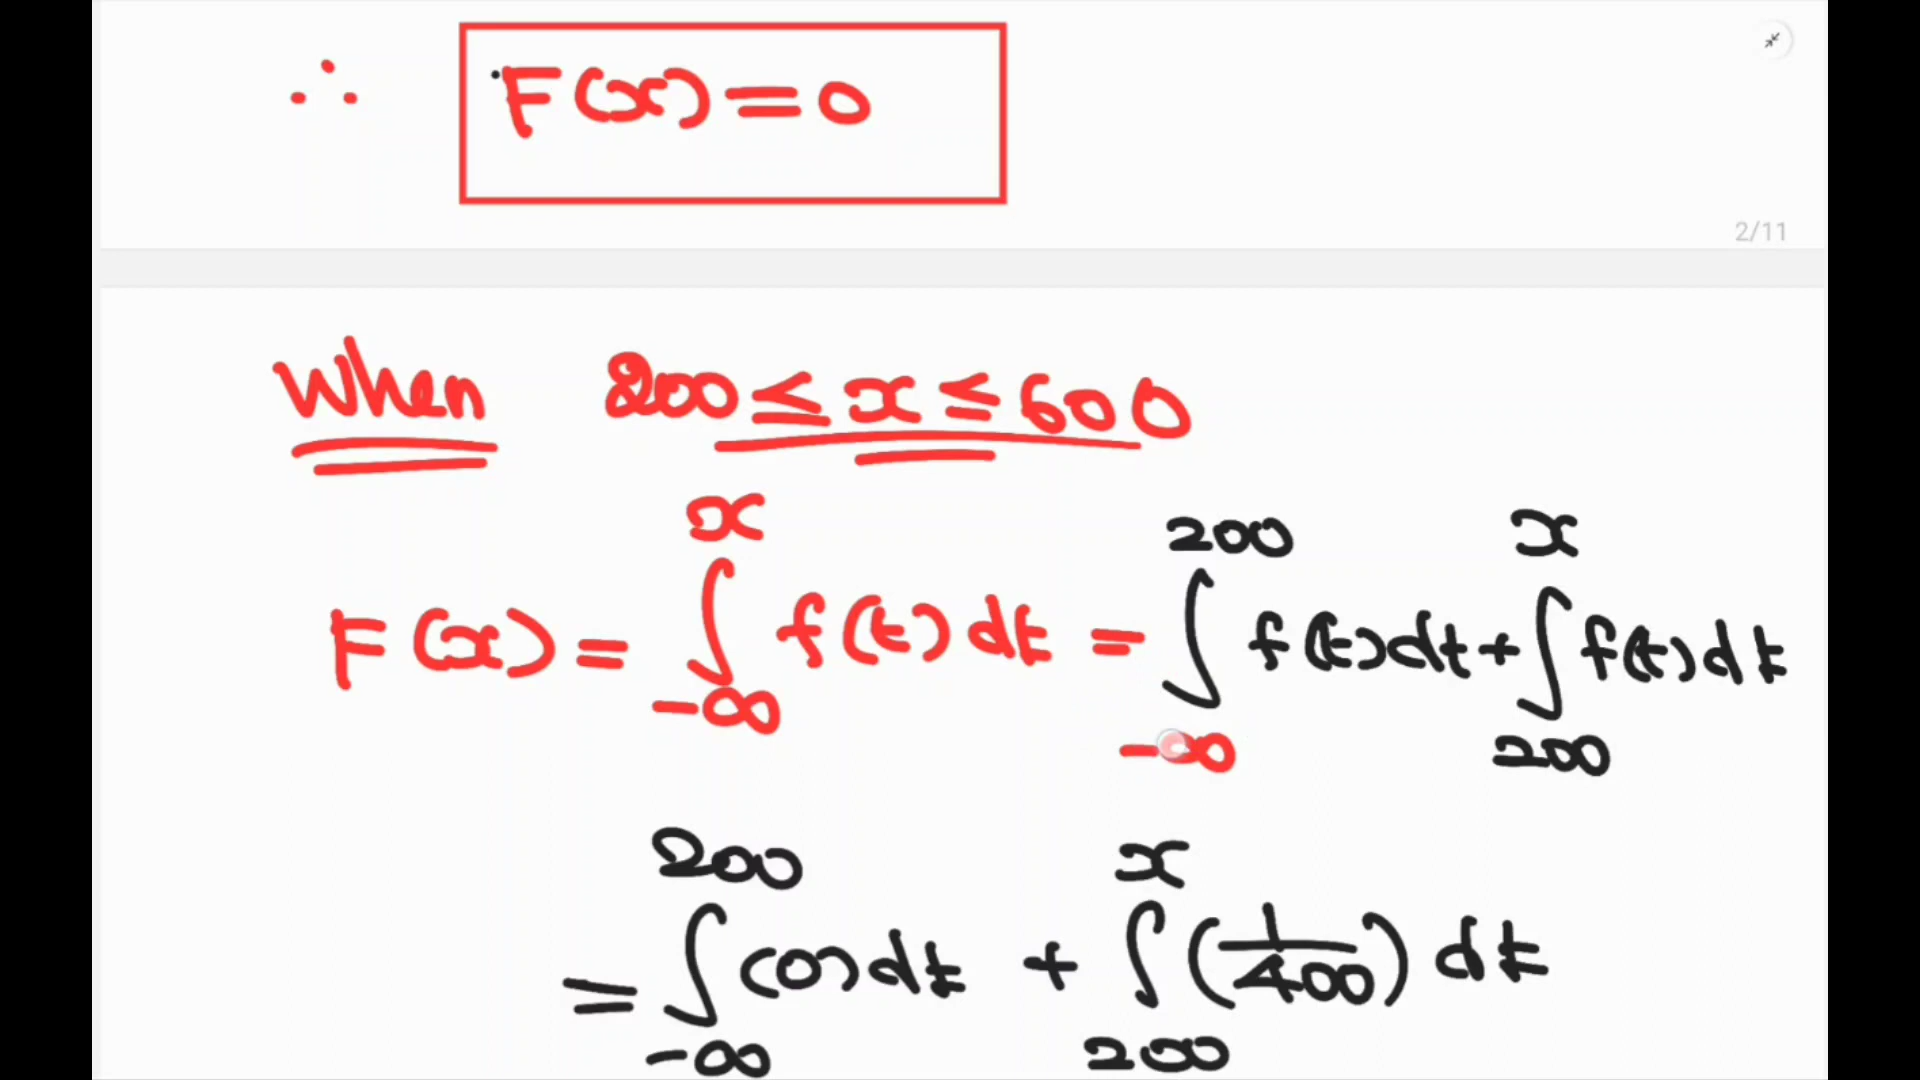 ∴ F(x) = 0
2/11
When 200 ≤ x ≤ 600
F(x) = ∫_{-∞}^{x} f(t) dt = ∫_{-∞}^{200} f(t) dt + ∫_{200}^{x} f(t) dt
= ∫_{-∞}^{200} (0) dt + ∫_{200}^{x} (1/400) dt